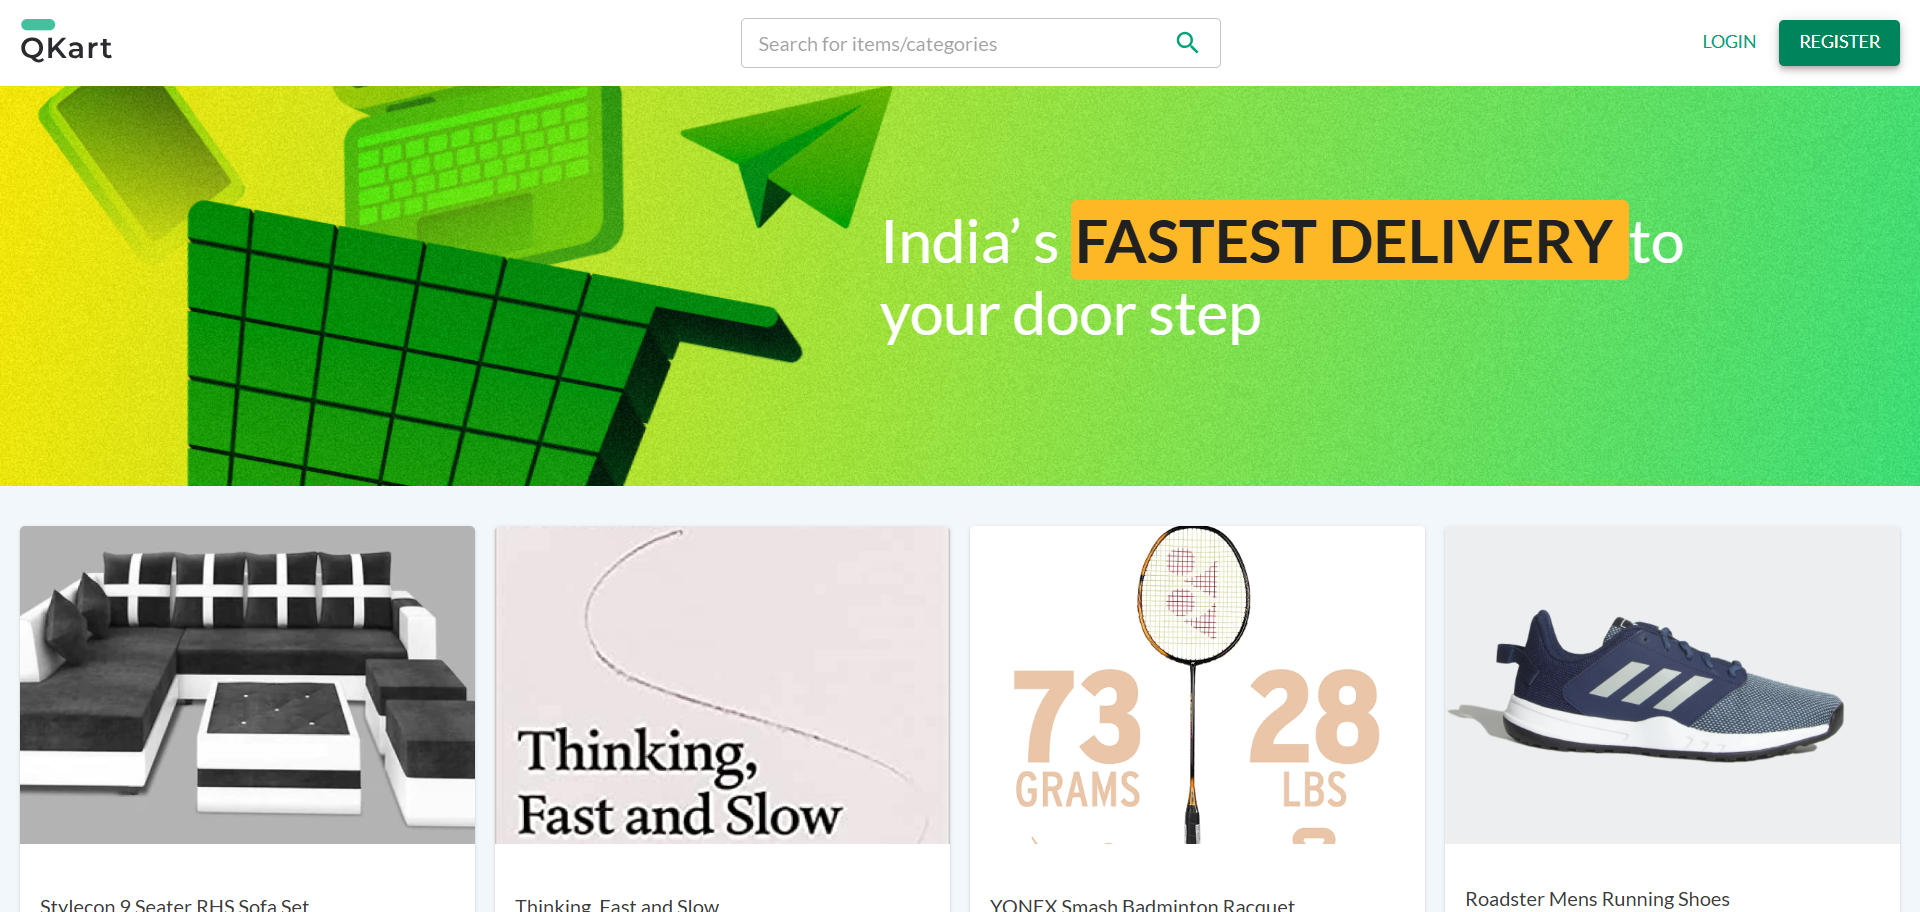 QKart
Search for items/categories
LOGIN
REGISTER
India’ s FASTEST DELIVERY to
your door step
Thinking,
Fast and Slow
73
GRAMS
28
LBS
Stylecon 9 Seater RHS Sofa Set
Thinking, Fast and Slow
YONEX Smash Badminton Racquet
Roadster Mens Running Shoes